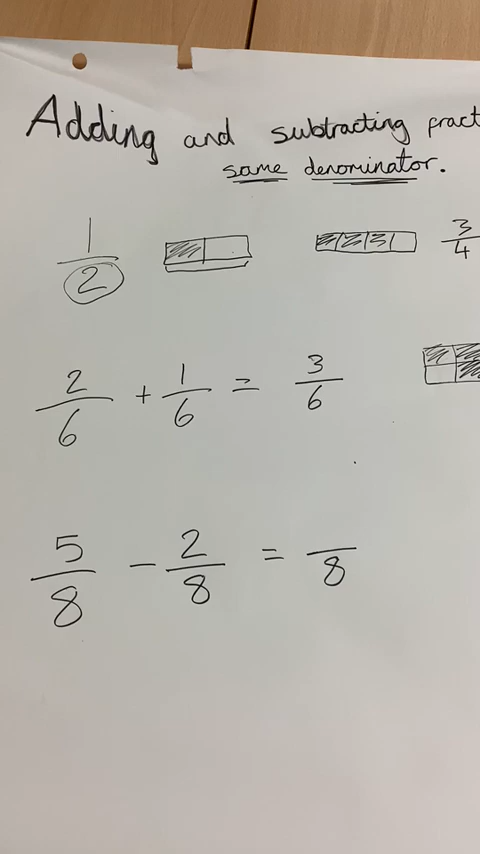 Adding and subtracting fract
same denominator.
1/2 3/4
2/6 + 1/6 = 3/6
5/8 - 2/8 = /8